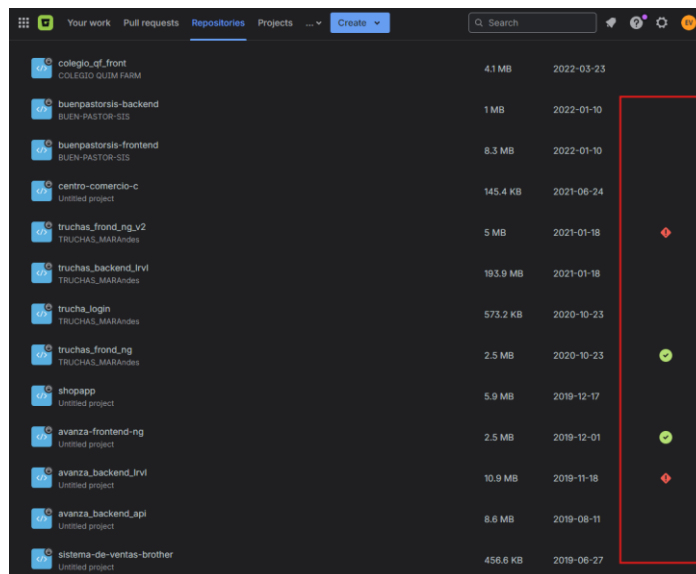 Your work Pull requests Repositories Projects ... Create Search EV
colegio_qf_front
COLEGIO QUIM FARM
4.1 MB 2022-03-23
buenpastorsis-backend
BUEN-PASTOR-SIS
1 MB 2022-01-10
buenpastorsis-frontend
BUEN-PASTOR-SIS
8.3 MB 2022-01-10
centro-comercio-c
Untitled project
145.4 KB 2021-06-24
truchas_frond_ng_v2
TRUCHAS_MARAndes
5 MB 2021-01-18
truchas_backend_lrvl
TRUCHAS_MARAndes
193.9 MB 2021-01-18
trucha_login
TRUCHAS_MARAndes
573.2 KB 2020-10-23
truchas_frond_ng
TRUCHAS_MARAndes
2.5 MB 2020-10-23
shopapp
Untitled project
5.9 MB 2019-12-17
avanza-frontend-ng
Untitled project
2.5 MB 2019-12-01
avanza_backend_lrvl
Untitled project
10.9 MB 2019-11-18
avanza_backend_api
Untitled project
8.6 MB 2019-08-11
sistema-de-ventas-brother
Untitled project
456.6 KB 2019-06-27